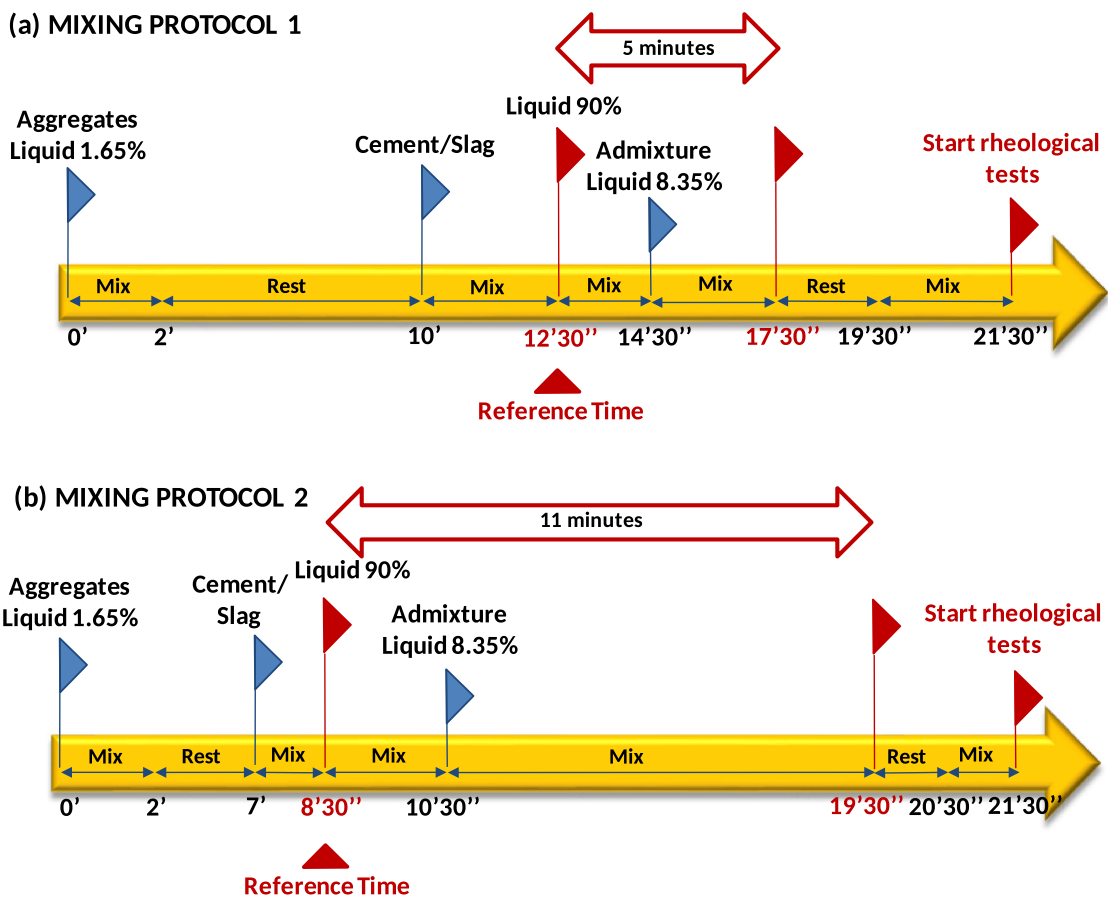 (a) MIXING PROTOCOL 1
5 minutes
Liquid 90%
Aggregates
Liquid 1.65%
Cement/Slag
Admixture
Liquid 8.35%
Start rheological
tests
Mix Rest Mix Mix Mix Rest Mix
0’ 2’ 10’ 12’30’’ 14’30’’ 17’30’’ 19’30’’ 21’30’’
Reference Time
(b) MIXING PROTOCOL 2
11 minutes
Aggregates
Liquid 1.65%
Cement/
Slag
Liquid 90%
Admixture
Liquid 8.35%
Start rheological
tests
Mix Rest Mix Mix Mix Rest Mix
0’ 2’ 7’ 8’30’’ 10’30’’ 19’30’’ 20’30’’ 21’30’’
Reference Time